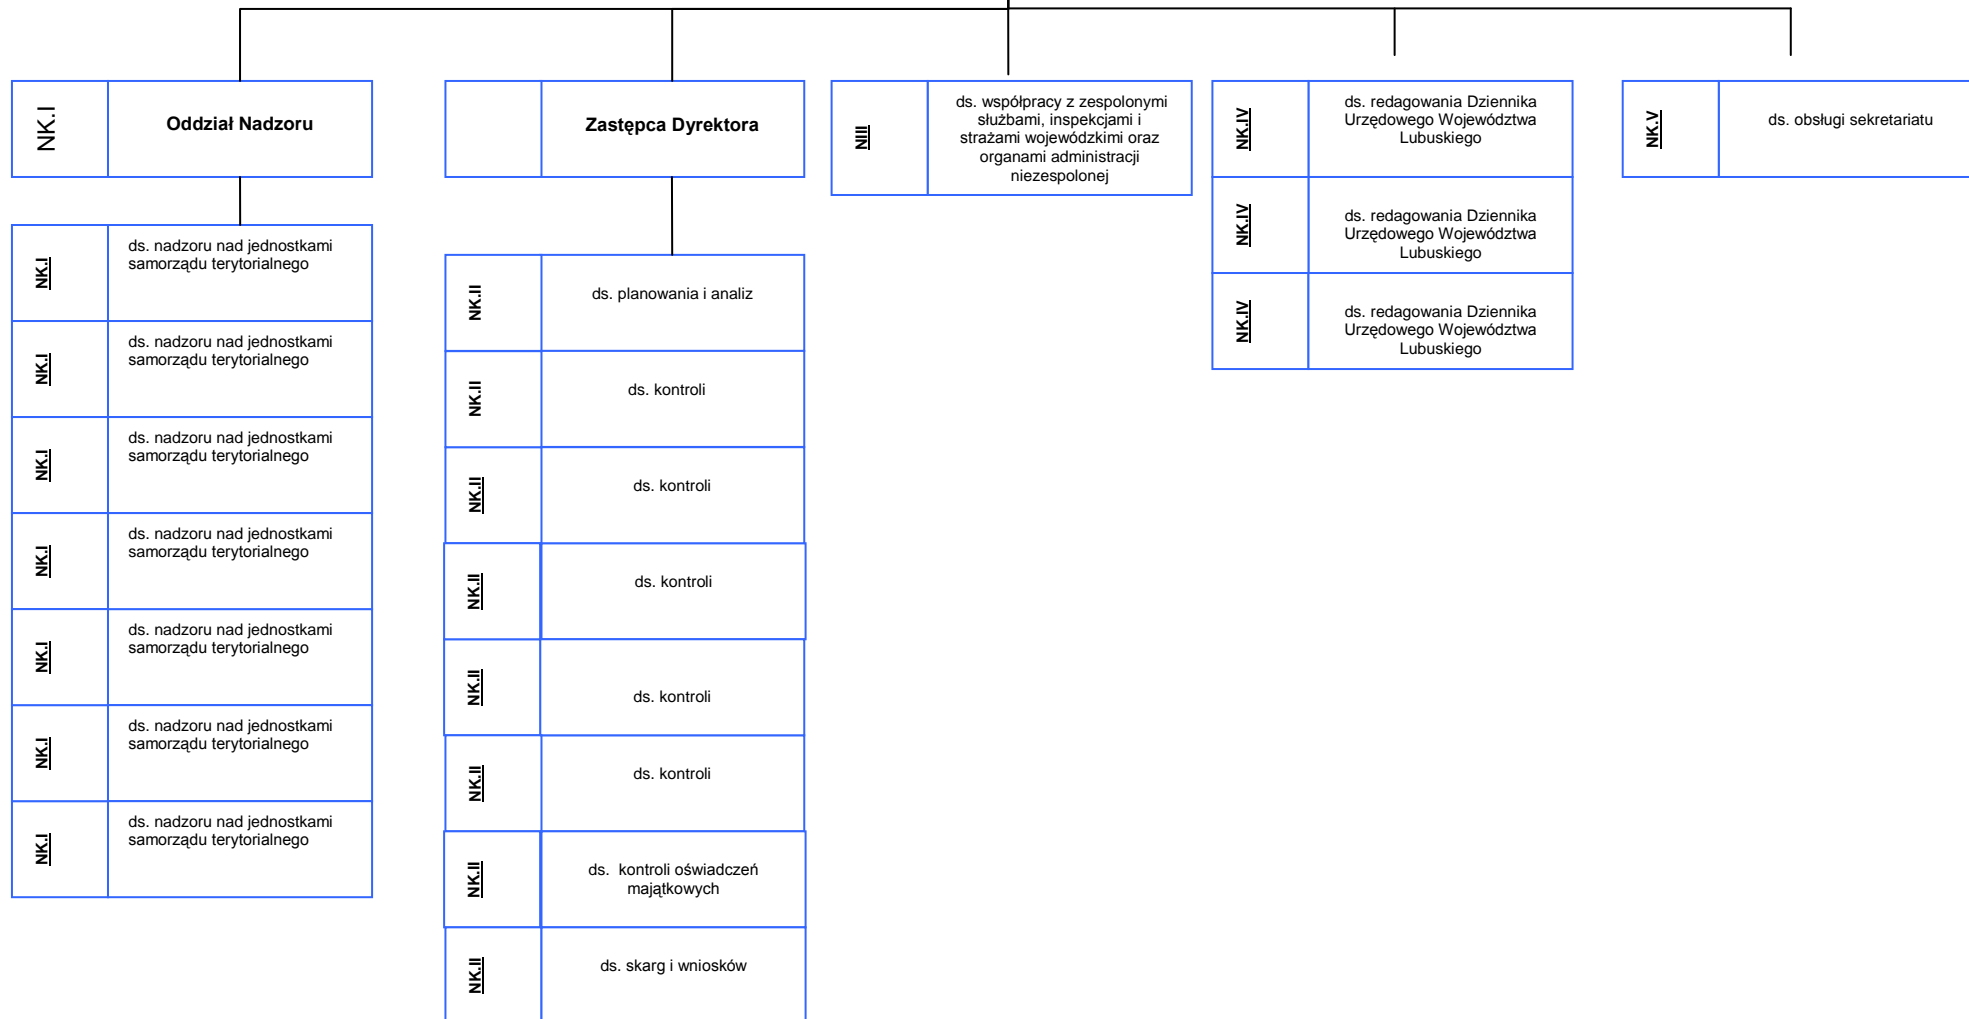 NK.I
Oddział Nadzoru
NK.I
ds. nadzoru nad jednostkami
samorządu terytorialnego
NK.I
ds. nadzoru nad jednostkami
samorządu terytorialnego
NK.I
ds. nadzoru nad jednostkami
samorządu terytorialnego
NK.I
ds. nadzoru nad jednostkami
samorządu terytorialnego
NK.I
ds. nadzoru nad jednostkami
samorządu terytorialnego
NK.I
ds. nadzoru nad jednostkami
samorządu terytorialnego
NK.I
ds. nadzoru nad jednostkami
samorządu terytorialnego
Zastępca Dyrektora
NK.II
ds. planowania i analiz
NK.II
ds. kontroli
NK.II
ds. kontroli
NK.II
ds. kontroli
NK.II
ds. kontroli
NK.II
ds. kontroli
NK.II
ds. kontroli oświadczeń
majątkowych
NK.II
ds. skarg i wniosków
NIII
ds. współpracy z zespolonymi
służbami, inspekcjami i
strażami wojewódzkimi oraz
organami administracji
niezespolonej
NK.IV
ds. redagowania Dziennika
Urzędowego Województwa
Lubuskiego
NK.IV
ds. redagowania Dziennika
Urzędowego Województwa
Lubuskiego
NK.IV
ds. redagowania Dziennika
Urzędowego Województwa
Lubuskiego
NK.V
ds. obsługi sekretariatu